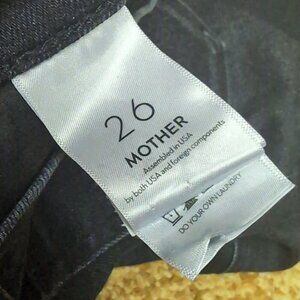 26
MOTHER
Assembled in USA
by both USA and foreign components
DO YOUR OWN LAUNDRY